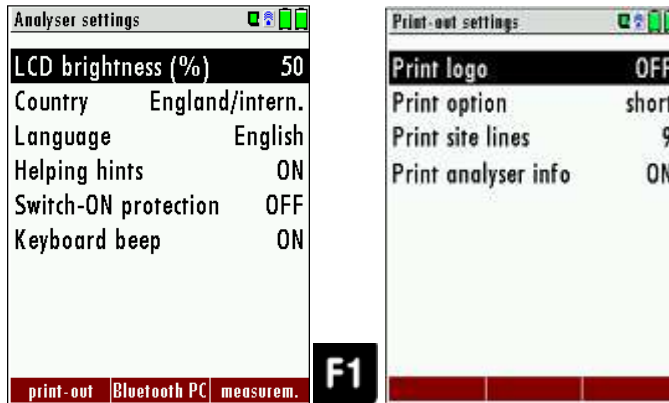 Analyser settings
LCD brightness (%) 50
Country England/intern.
Language English
Helping hints ON
Switch-ON protection OFF
Keyboard beep ON
print-out Bluetooth PC measurem.
F1
Print-out settings
Print logo OFF
Print option short
Print site lines 9
Print analyser info ON